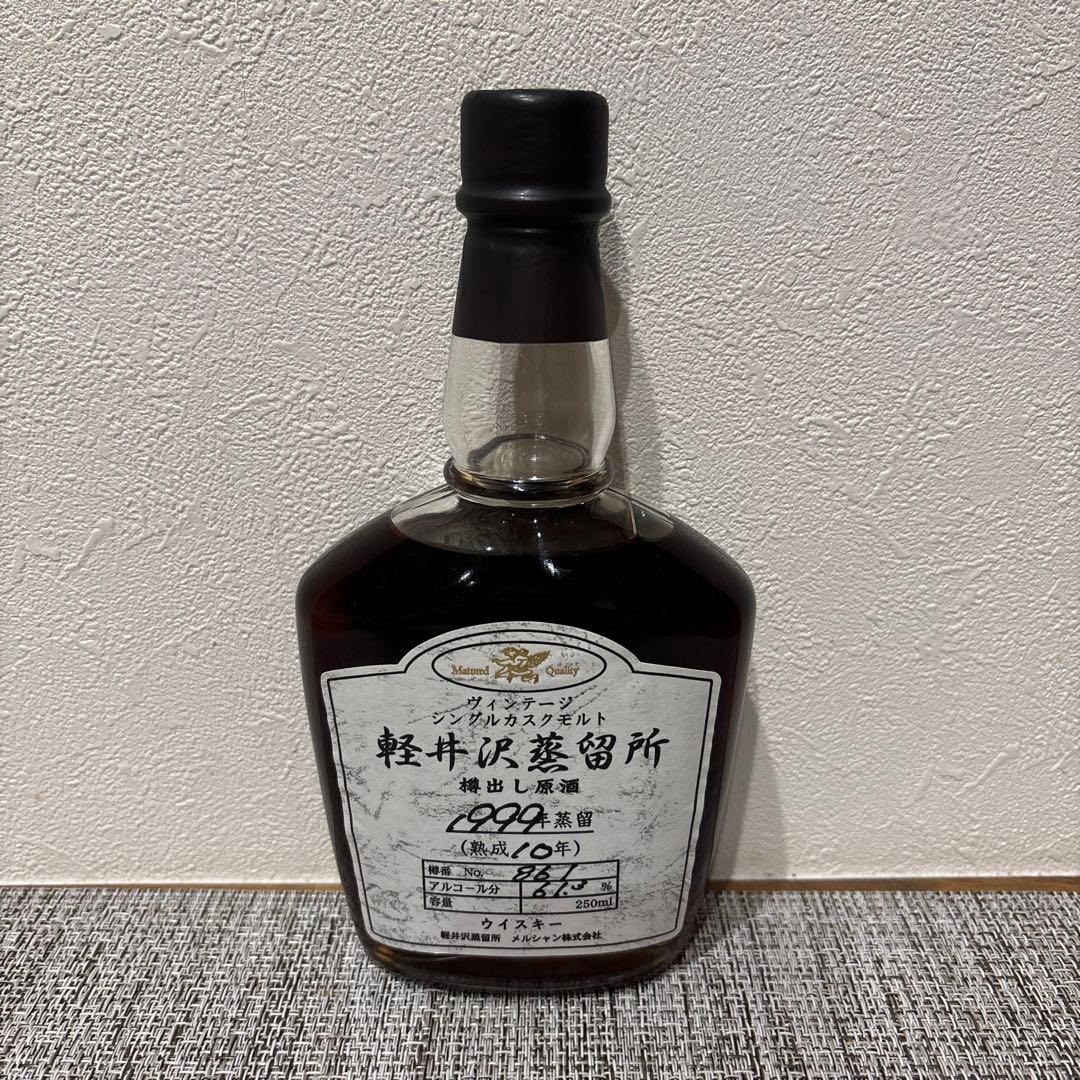 Matured Quality
ヴィンテージ
シングルカスクモルト
軽井沢蒸留所
樽出し原酒
1999年蒸留
(熟成10年)
樽番 No. 861
アルコール分 61.3 %
容量 250ml
ウイスキー
軽井沢蒸留所 メルシャン株式会社